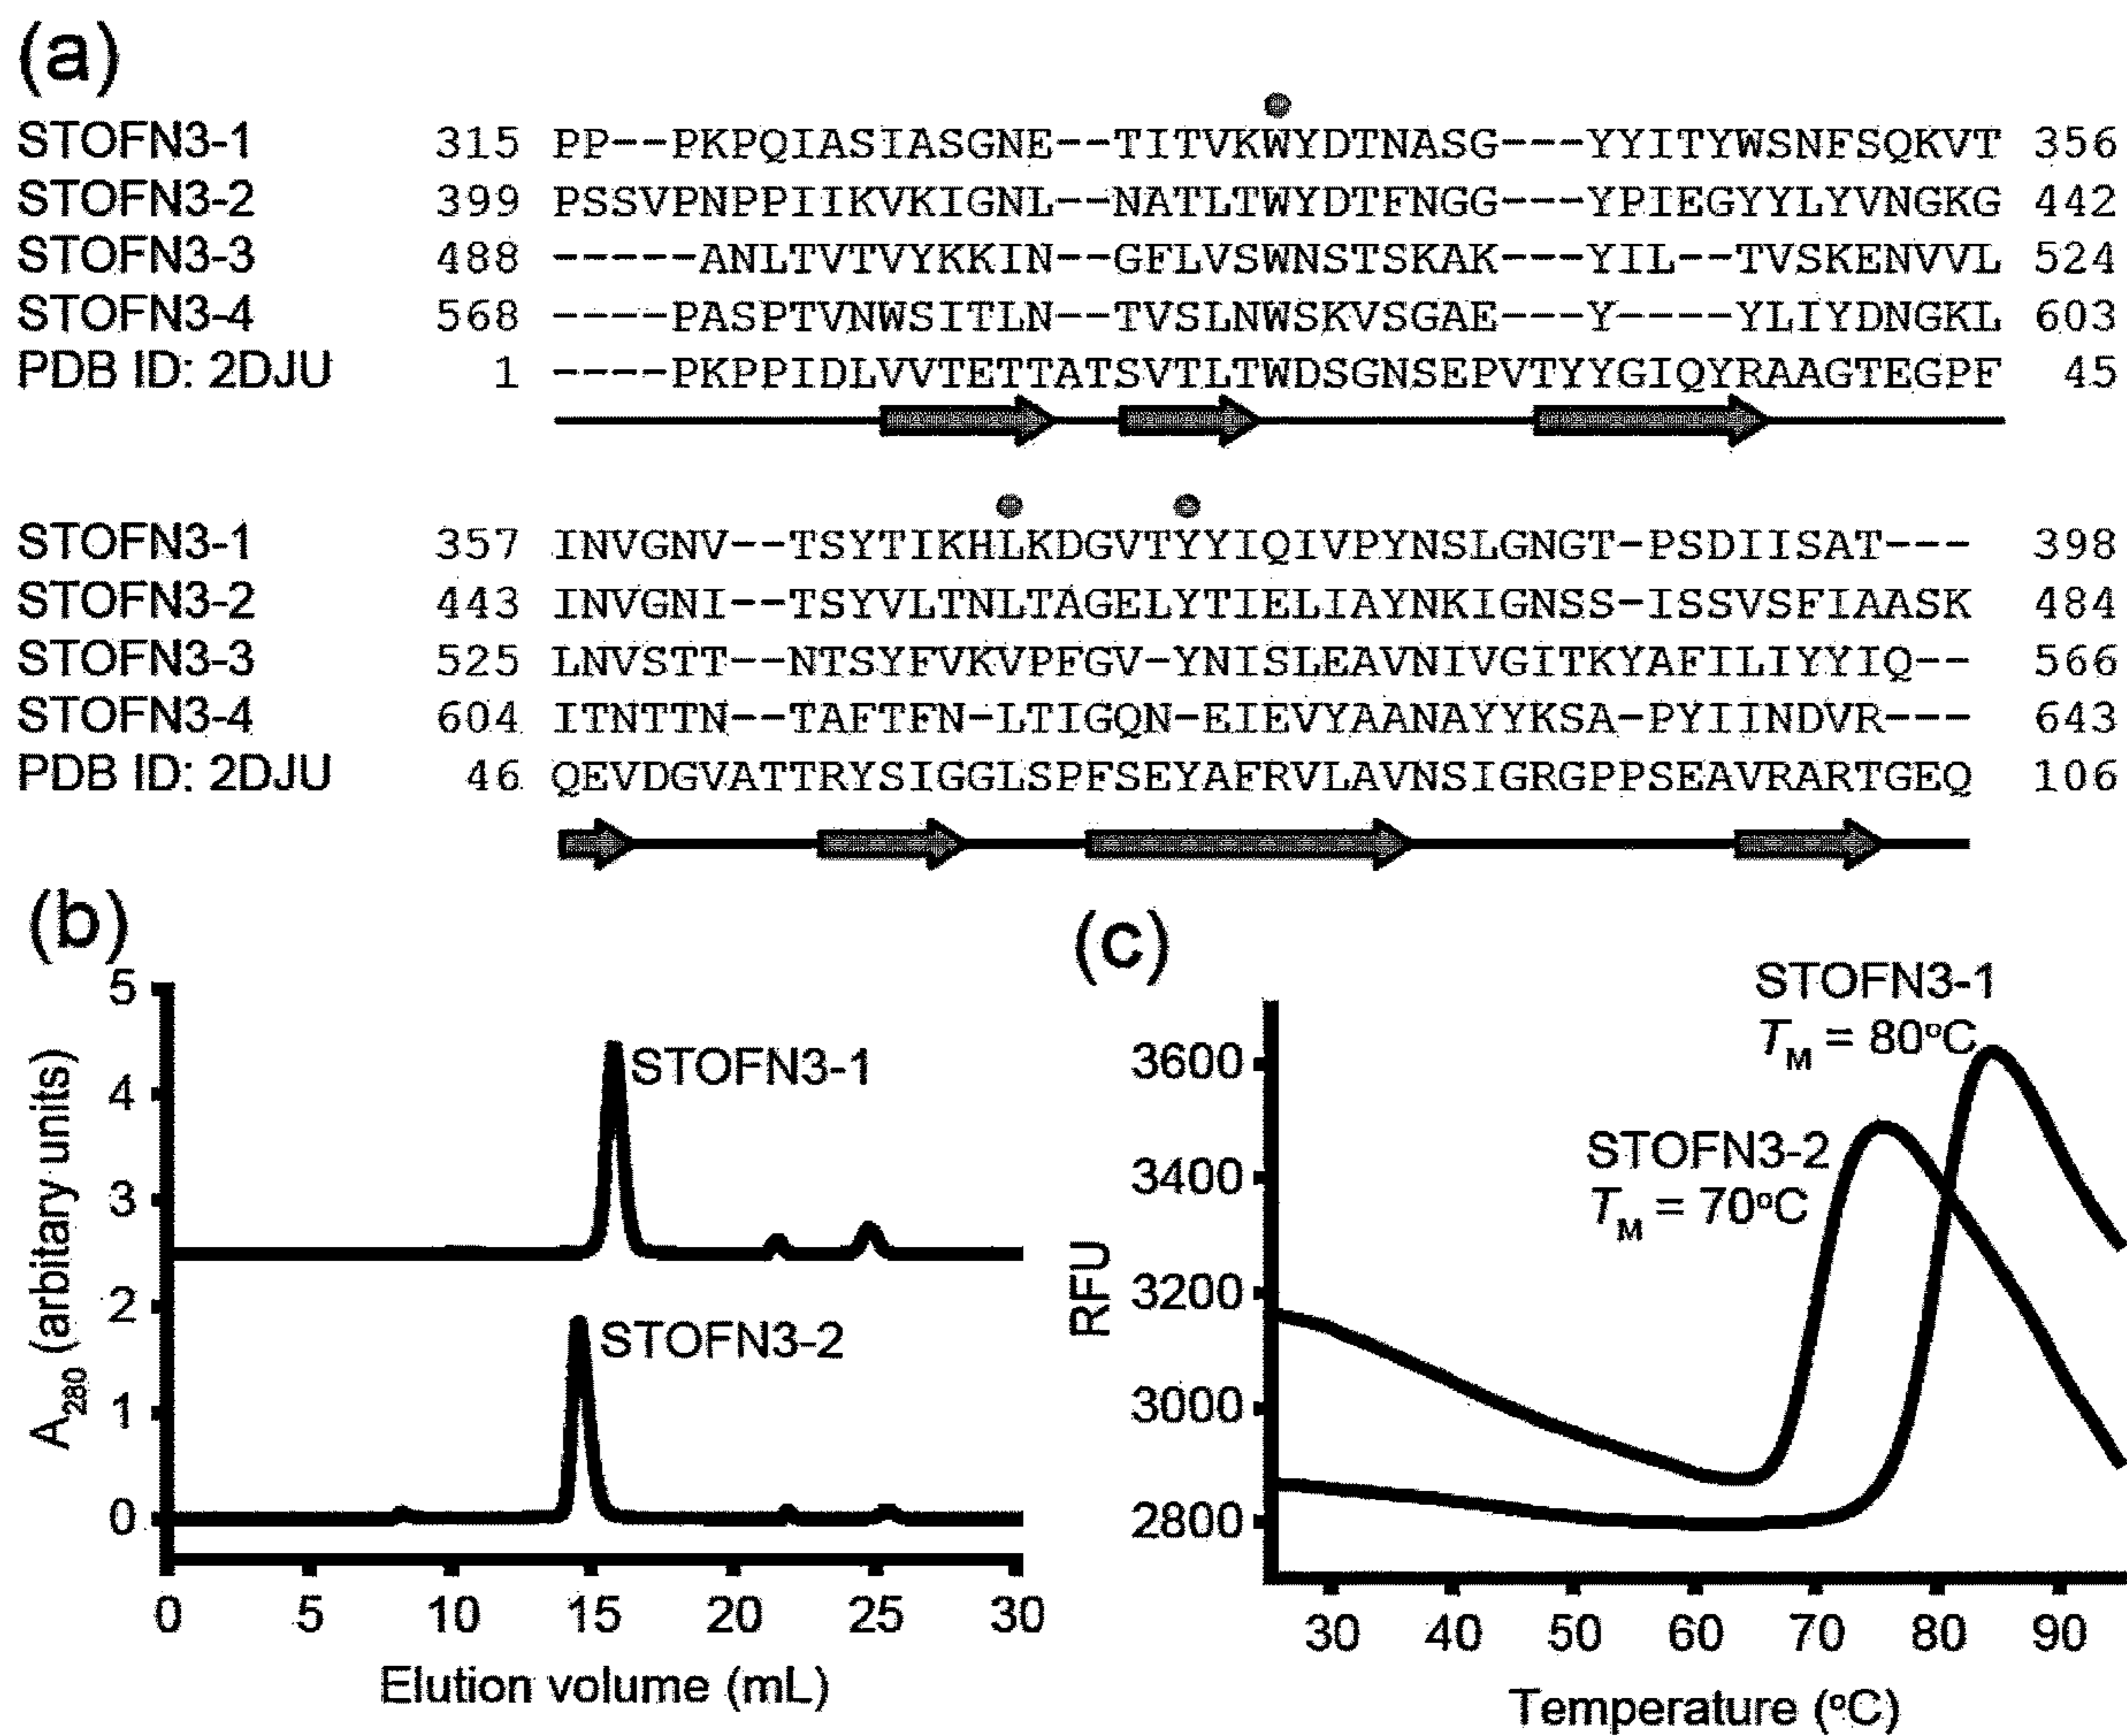 (a)
STOFN3-1 315 PP--PKPQIASIASGNE--TITVKWYDTNASG---YYITYWSNFSQKVT 356
STOFN3-2 399 PSSVPNPPIIKVKIGNL--NATLTWYDTFNGG---YPIEGYYLYVNGKG 442
STOFN3-3 488 -----ANLTVTVYKKIN--GFLVSWNSTSKAK---YIL--TVSKENVVL 524
STOFN3-4 568 ----PASPTVNWSITLN--TVSLNWSKVSGAE---Y----YLIYDNGKL 603
PDB ID: 2DJU 1 ----PKPPIDLVVTETTATSVTLTWDSGNSEPVTYYGIQYRAAGTEGPF 45
STOFN3-1 357 INVGNV--TSYTIKHLKDGVTYYIQIVPYNSLGNGT-PSDIISAT--- 398
STOFN3-2 443 INVGNI--TSYVLTNLTAGELYTIELIAYNKIGNSS-ISSVSFIAASK 484
STOFN3-3 525 LNVSTT--NTSYFVKVPFGV-YNISLEAVNIVGITKYAFILIYYIQ-- 566
STOFN3-4 604 ITNTTN--TAFTFN-LTIGQN-EIEVYAANAYYKSA-PYIINDVR--- 643
PDB ID: 2DJU 46 QEVDGVATTRYSIGGLSPFSEYAFRVLAVNSIGRGPPSEAVRARTGEQ 106
(b)
5
4
3
2
1
0
A280 (arbitary units)
STOFN3-1
STOFN3-2
0 5 10 15 20 25 30
Elution volume (mL)
(c)
STOFN3-1
TM = 80°C
STOFN3-2
TM = 70°C
3600
3400
3200
3000
2800
RFU
30 40 50 60 70 80 90
Temperature (°C)